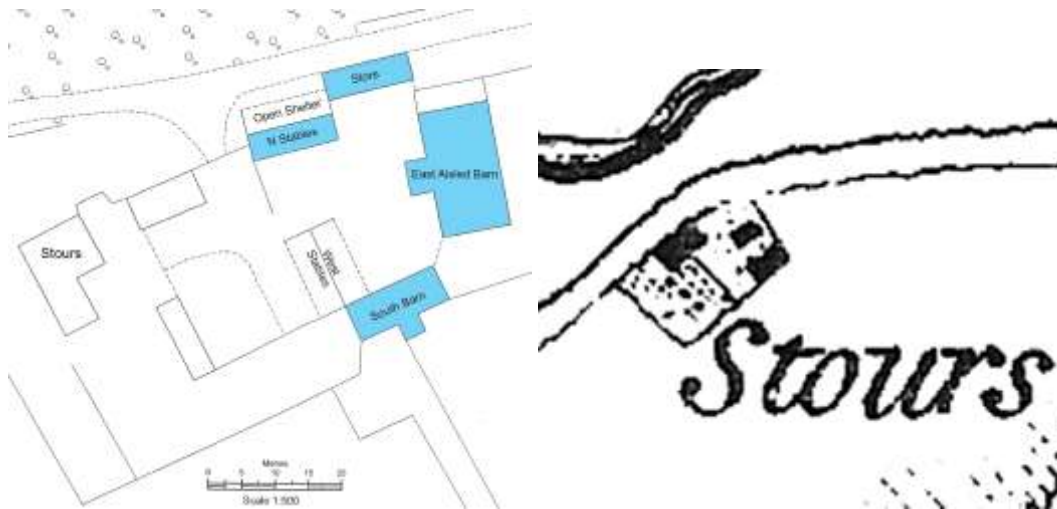 Store
Open Shelter
N Stables
East Aisled Barn
Stours
West
Stables
South Barn
Metres
0 5 10 15 20
Scale 1:500
Stours